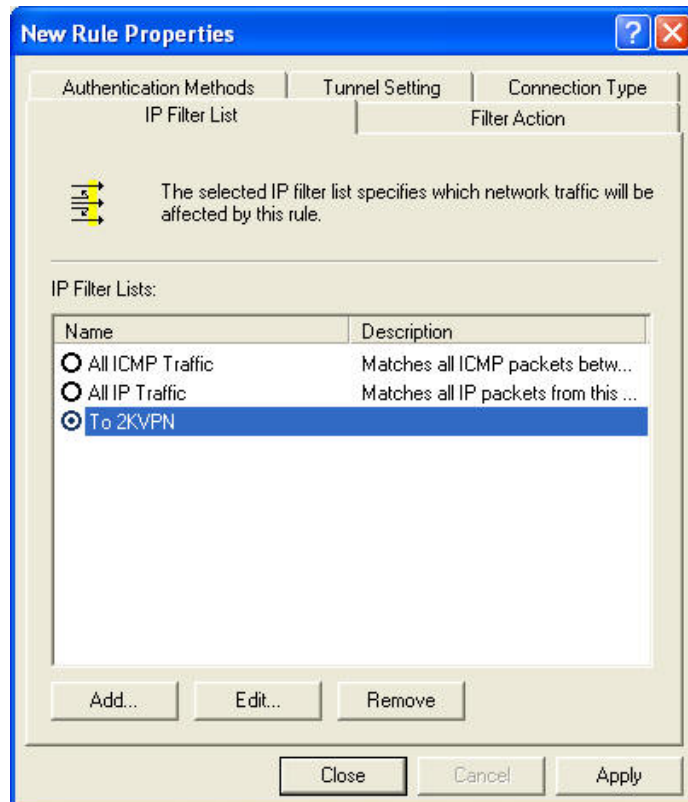 New Rule Properties
Authentication Methods Tunnel Setting Connection Type
IP Filter List Filter Action
The selected IP filter list specifies which network traffic will be
affected by this rule.
IP Filter Lists:
Name Description
All ICMP Traffic Matches all ICMP packets betw...
All IP Traffic Matches all IP packets from this ...
To 2KVPN
Add... Edit... Remove
Close Cancel Apply